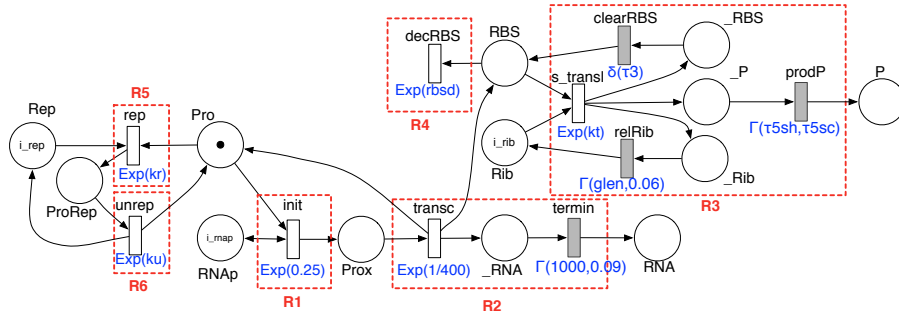 clearRBS
_RBS
RBS
decRBS
δ(τ3)
s_transl
_P
prodP
P
R5
Exp(rbsd)
Rep
rep
Pro
R4
Exp(kt)
relRib
Γ(τ5sh,τ5sc)
i_rep
i_rib
Exp(kr)
Rib
_Rib
Γ(glen,0.06)
ProRep
unrep
R3
init
transc
termin
i_rnap
Exp(ku)
RNAp
Exp(0.25)
Prox
Exp(1/400)
_RNA
Γ(1000,0.09)
RNA
R6
R1
R2